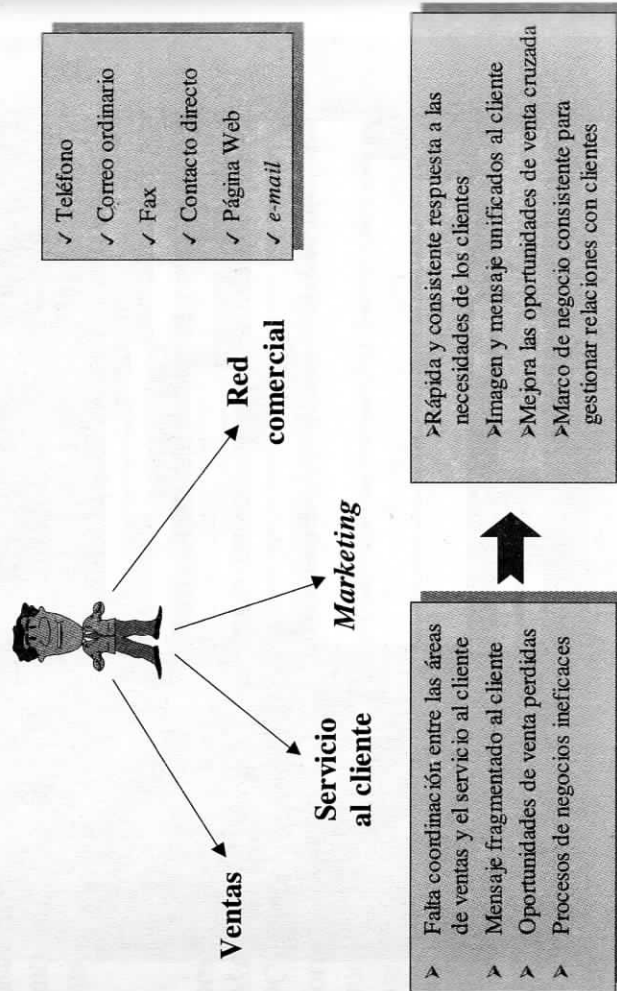 ✓ Teléfono
✓ Correo ordinario
✓ Fax
✓ Contacto directo
✓ Página Web
✓ e-mail
Ventas
Servicio
al cliente
Marketing
Red
comercial
➢ Falta coordinación entre las áreas
de ventas y el servicio al cliente
➢ Mensaje fragmentado al cliente
➢ Oportunidades de venta perdidas
➢ Procesos de negocios ineficaces
➢Rápida y consistente respuesta a las
necesidades de los clientes
➢Imagen y mensaje unificados al cliente
➢Mejora las oportunidades de venta cruzada
➢Marco de negocio consistente para
gestionar relaciones con clientes